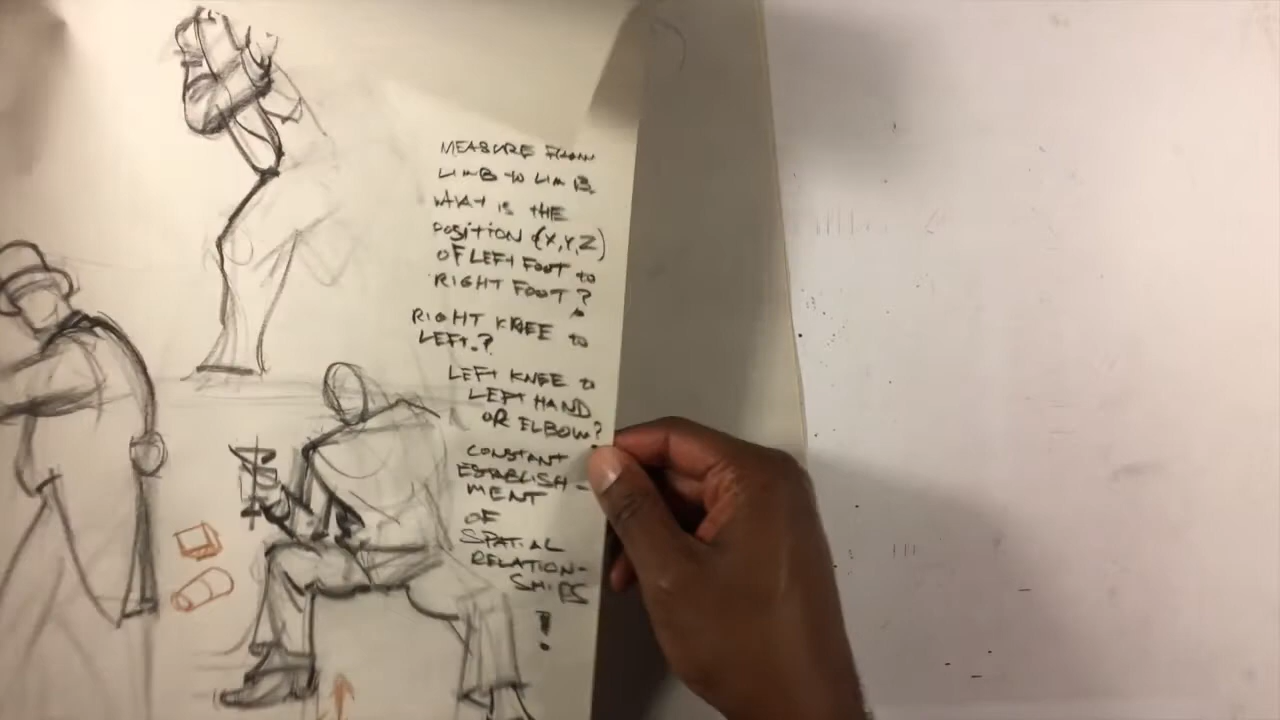 MEASURE FROM
LIMB TO LIMB.
WHAT IS THE
POSITION (X,Y,Z)
OF LEFT FOOT TO
RIGHT FOOT?
RIGHT KNEE TO
LEFT.?
LEFT KNEE TO
LEFT HAND
OR ELBOW?
CONSTANT
ESTABLISH-
MENT
OF
SPATIAL
RELATION-
SHIPS
!